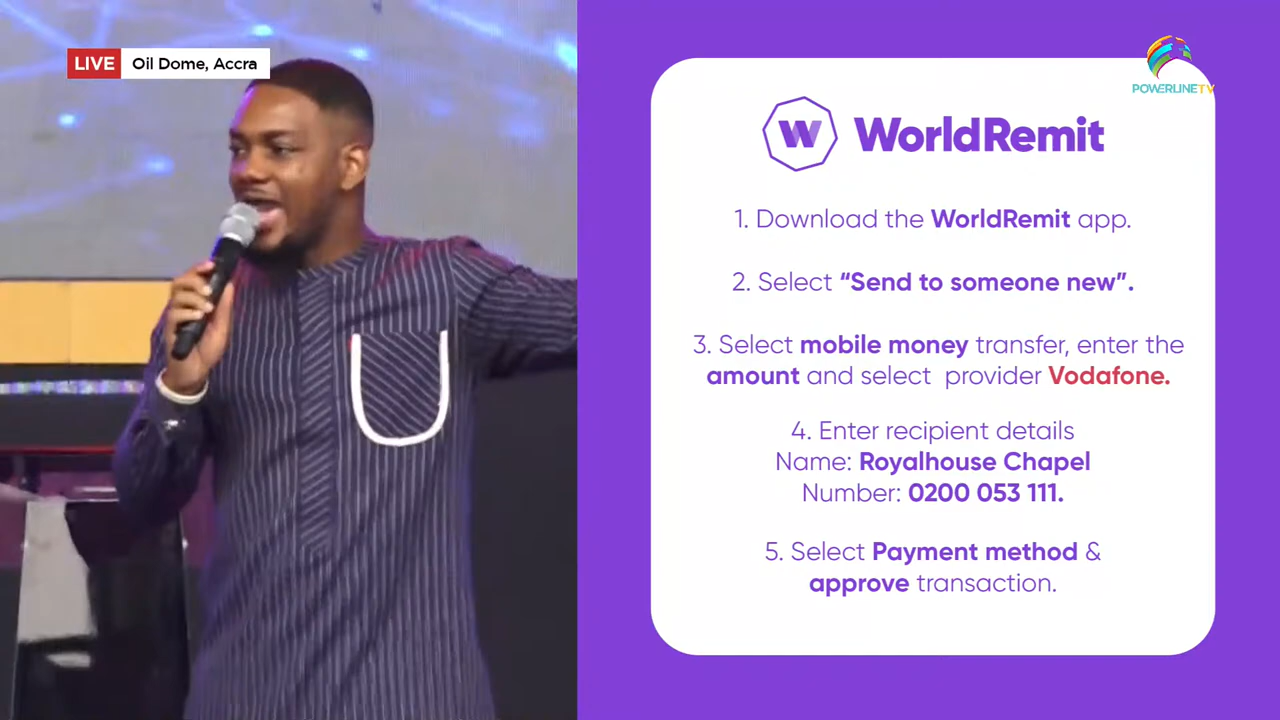 LIVE Oil Dome, Accra
POWERLINETV
W WorldRemit
1. Download the WorldRemit app.
2. Select “Send to someone new”.
3. Select mobile money transfer, enter the
amount and select provider Vodafone.
4. Enter recipient details
Name: Royalhouse Chapel
Number: 0200 053 111.
5. Select Payment method &
approve transaction.